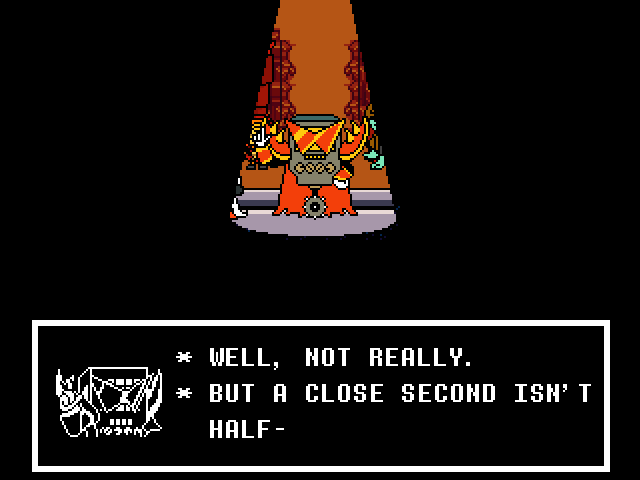 * WELL, NOT REALLY.
* BUT A CLOSE SECOND ISN'T
HALF-